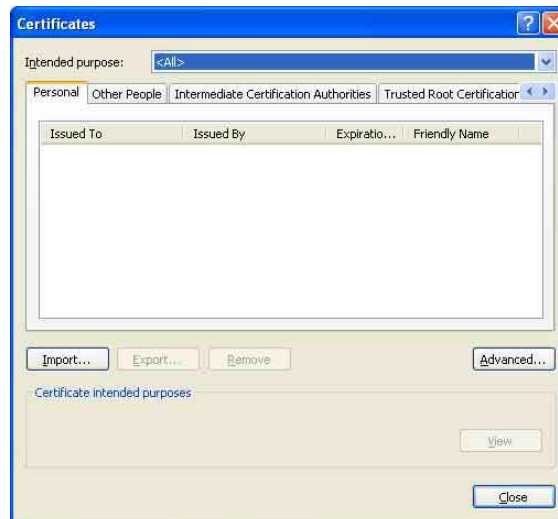 Certificates
Intended purpose: <All>
Personal Other People Intermediate Certification Authorities Trusted Root Certification
Issued To Issued By Expiratio... Friendly Name
Import... Export... Remove Advanced...
Certificate intended purposes
View
Close